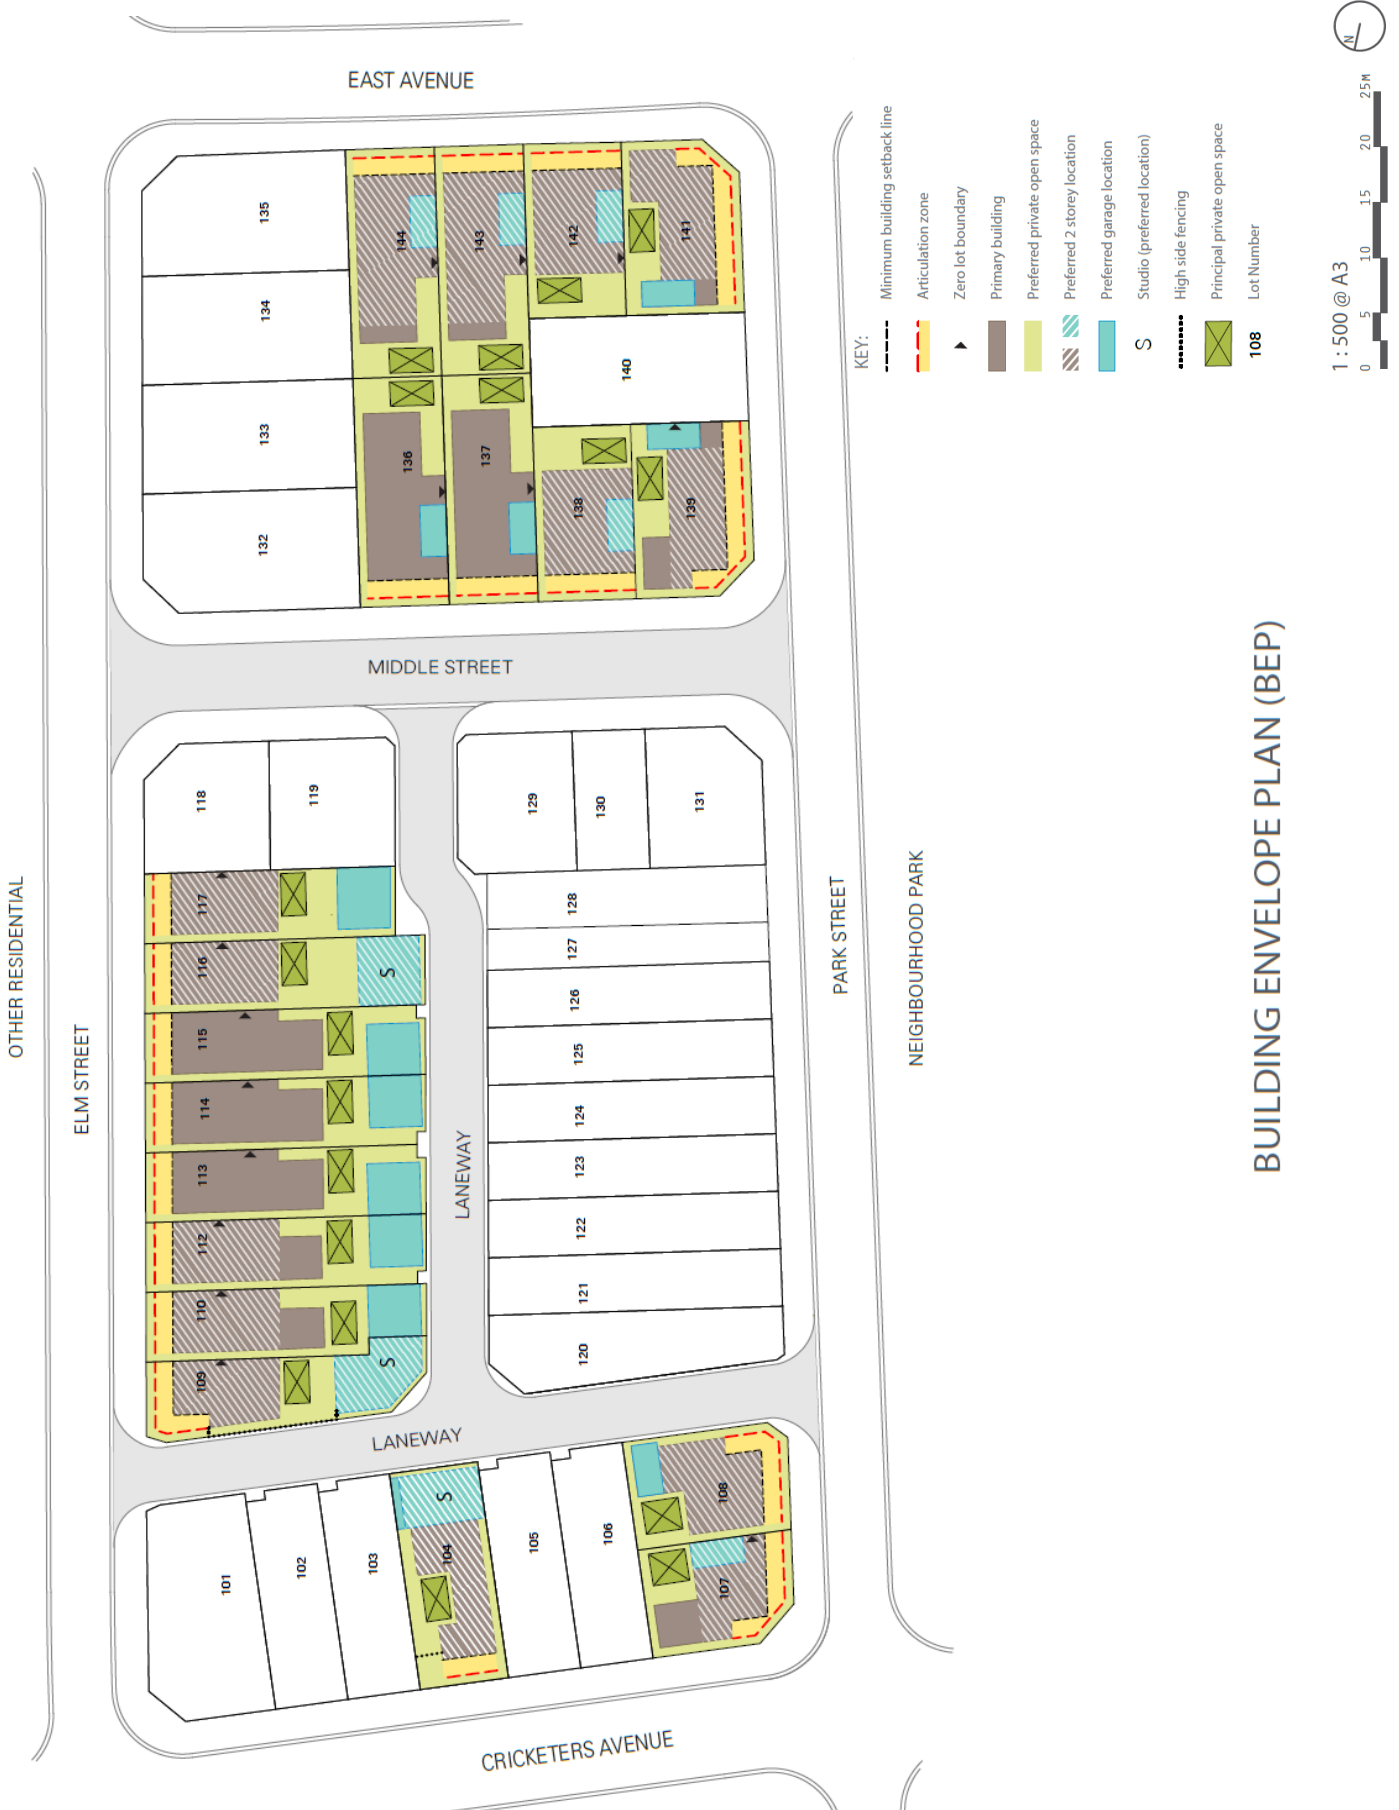 EAST AVENUE
135
134
133
132
144
143
142
141
140
136
137
138
139
MIDDLE STREET
118
119
129
130
131
117
116
115
114
113
112
110
109
S
S
LANEWAY
128
127
126
125
124
123
122
121
120
LANEWAY
101
102
103
104
S
105
106
107
108
CRICKETERS AVENUE
OTHER RESIDENTIAL
ELM STREET
PARK STREET
NEIGHBOURHOOD PARK
KEY:
Minimum building setback line
Articulation zone
Zero lot boundary
Primary building
Preferred private open space
Preferred 2 storey location
Preferred garage location
S Studio (preferred location)
High side fencing
Principal private open space
108 Lot Number
1 : 500 @ A3
0 5 10 15 20 25M
N
BUILDING ENVELOPE PLAN (BEP)